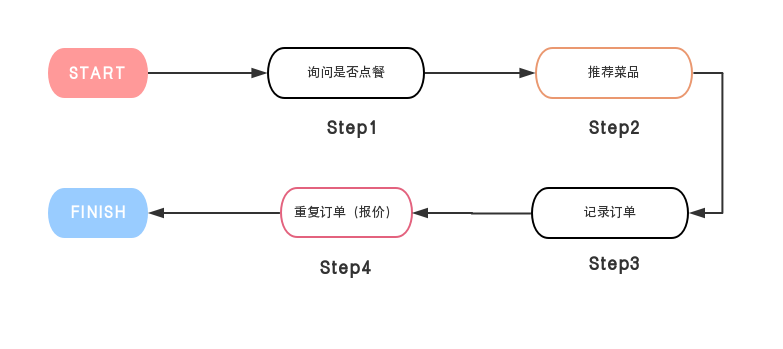 START
询问是否点餐
推荐菜品
Step1
Step2
FINISH
重复订单（报价）
记录订单
Step4
Step3